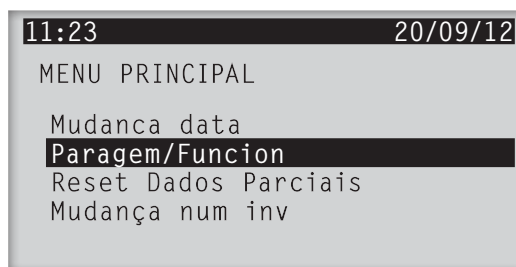 11:23 20/09/12
MENU PRINCIPAL
Mudanca data
Paragem/Funcion
Reset Dados Parciais
Mudança num inv